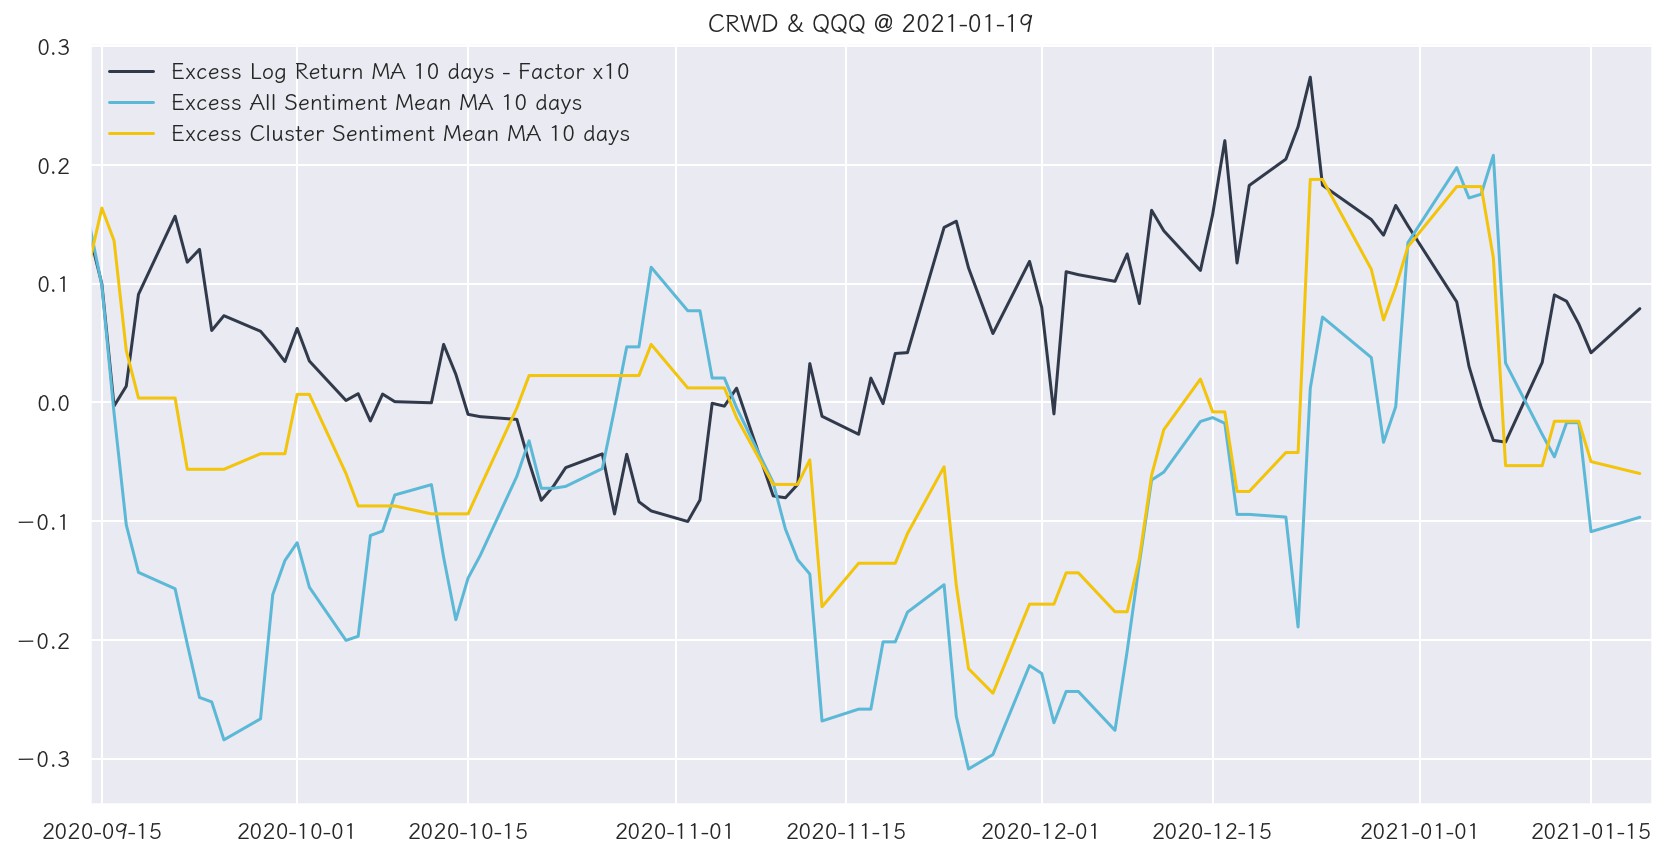 CRWD & QQQ @ 2021-01-19
0.3
Excess Log Return MA 10 days - Factor x10
Excess All Sentiment Mean MA 10 days
Excess Cluster Sentiment Mean MA 10 days
0.2
0.1
0.0
−0.1
−0.2
−0.3
2020-09-15 2020-10-01 2020-10-15 2020-11-01 2020-11-15 2020-12-01 2020-12-15 2021-01-01 2021-01-15